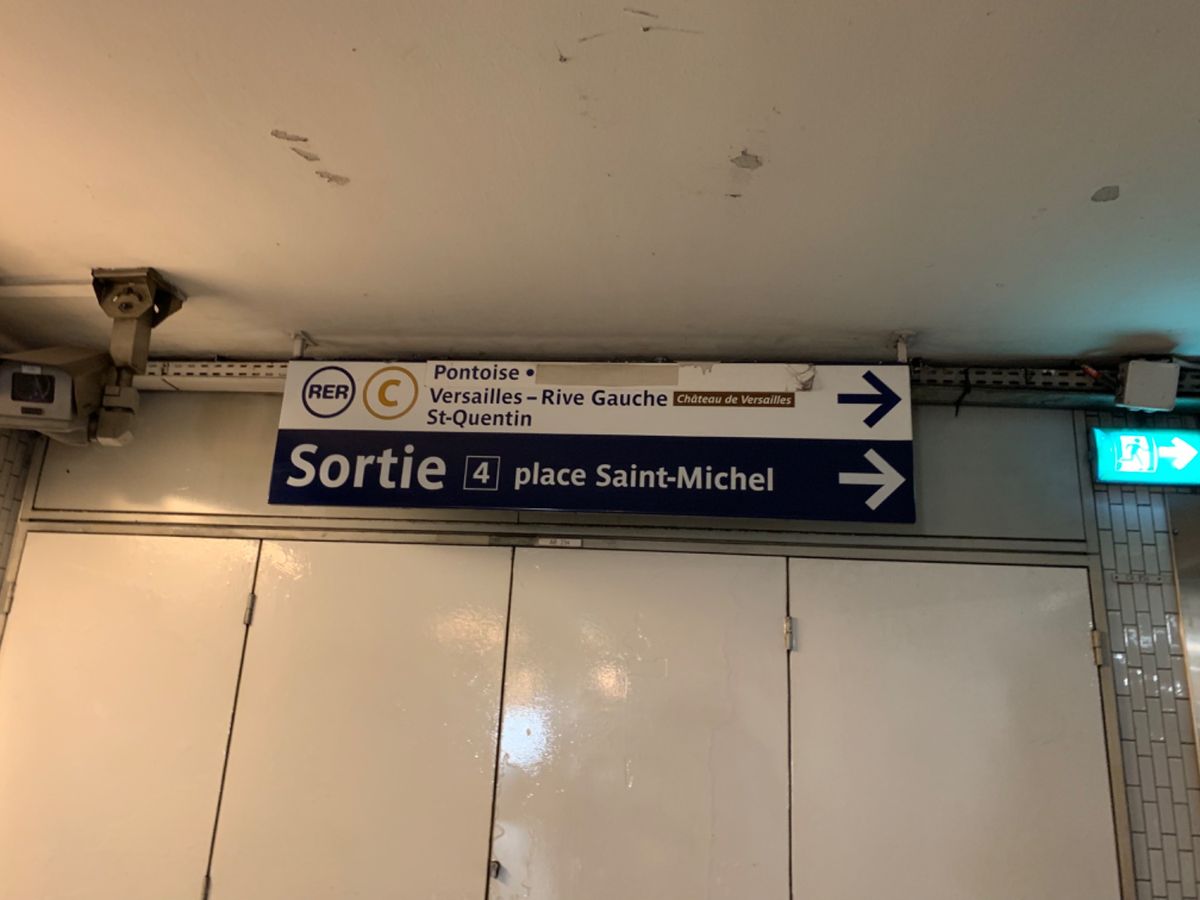 RER C Pontoise •
Versailles – Rive Gauche Château de Versailles
St-Quentin
Sortie 4 place Saint-Michel